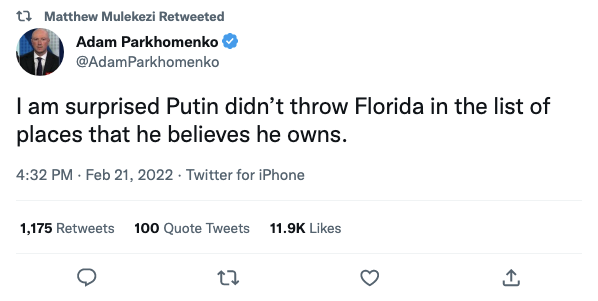 Matthew Mulekezi Retweeted
Adam Parkhomenko
@AdamParkhomenko
I am surprised Putin didn’t throw Florida in the list of
places that he believes he owns.
4:32 PM · Feb 21, 2022 · Twitter for iPhone
1,175 Retweets 100 Quote Tweets 11.9K Likes